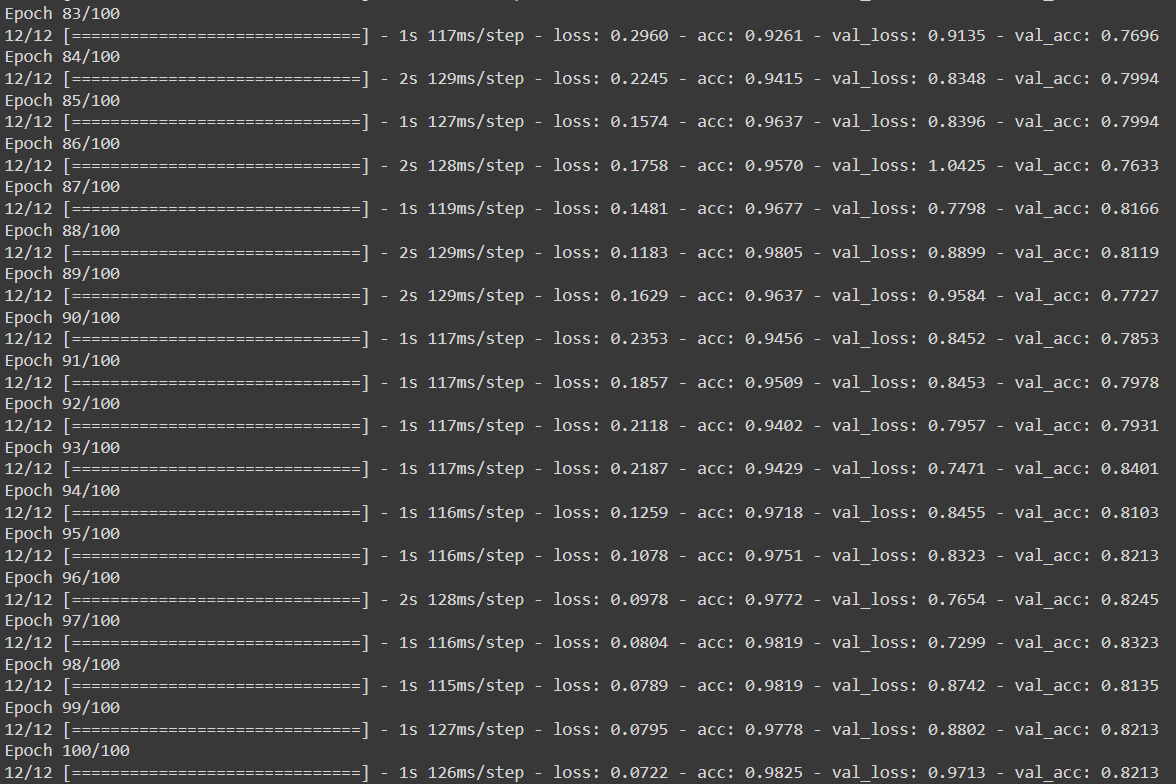 Epoch 83/100
12/12 [==============================] - 1s 117ms/step - loss: 0.2960 - acc: 0.9261 - val_loss: 0.9135 - val_acc: 0.7696
Epoch 84/100
12/12 [==============================] - 2s 129ms/step - loss: 0.2245 - acc: 0.9415 - val_loss: 0.8348 - val_acc: 0.7994
Epoch 85/100
12/12 [==============================] - 1s 127ms/step - loss: 0.1574 - acc: 0.9637 - val_loss: 0.8396 - val_acc: 0.7994
Epoch 86/100
12/12 [==============================] - 2s 128ms/step - loss: 0.1758 - acc: 0.9570 - val_loss: 1.0425 - val_acc: 0.7633
Epoch 87/100
12/12 [==============================] - 1s 119ms/step - loss: 0.1481 - acc: 0.9677 - val_loss: 0.7798 - val_acc: 0.8166
Epoch 88/100
12/12 [==============================] - 2s 129ms/step - loss: 0.1183 - acc: 0.9805 - val_loss: 0.8899 - val_acc: 0.8119
Epoch 89/100
12/12 [==============================] - 2s 129ms/step - loss: 0.1629 - acc: 0.9637 - val_loss: 0.9584 - val_acc: 0.7727
Epoch 90/100
12/12 [==============================] - 1s 117ms/step - loss: 0.2353 - acc: 0.9456 - val_loss: 0.8452 - val_acc: 0.7853
Epoch 91/100
12/12 [==============================] - 1s 117ms/step - loss: 0.1857 - acc: 0.9509 - val_loss: 0.8453 - val_acc: 0.7978
Epoch 92/100
12/12 [==============================] - 1s 117ms/step - loss: 0.2118 - acc: 0.9402 - val_loss: 0.7957 - val_acc: 0.7931
Epoch 93/100
12/12 [==============================] - 1s 117ms/step - loss: 0.2187 - acc: 0.9429 - val_loss: 0.7471 - val_acc: 0.8401
Epoch 94/100
12/12 [==============================] - 1s 116ms/step - loss: 0.1259 - acc: 0.9718 - val_loss: 0.8455 - val_acc: 0.8103
Epoch 95/100
12/12 [==============================] - 1s 116ms/step - loss: 0.1078 - acc: 0.9751 - val_loss: 0.8323 - val_acc: 0.8213
Epoch 96/100
12/12 [==============================] - 2s 128ms/step - loss: 0.0978 - acc: 0.9772 - val_loss: 0.7654 - val_acc: 0.8245
Epoch 97/100
12/12 [==============================] - 1s 116ms/step - loss: 0.0804 - acc: 0.9819 - val_loss: 0.7299 - val_acc: 0.8323
Epoch 98/100
12/12 [==============================] - 1s 115ms/step - loss: 0.0789 - acc: 0.9819 - val_loss: 0.8742 - val_acc: 0.8135
Epoch 99/100
12/12 [==============================] - 1s 127ms/step - loss: 0.0795 - acc: 0.9778 - val_loss: 0.8802 - val_acc: 0.8213
Epoch 100/100
12/12 [==============================] - 1s 126ms/step - loss: 0.0722 - acc: 0.9825 - val_loss: 0.9713 - val_acc: 0.8213